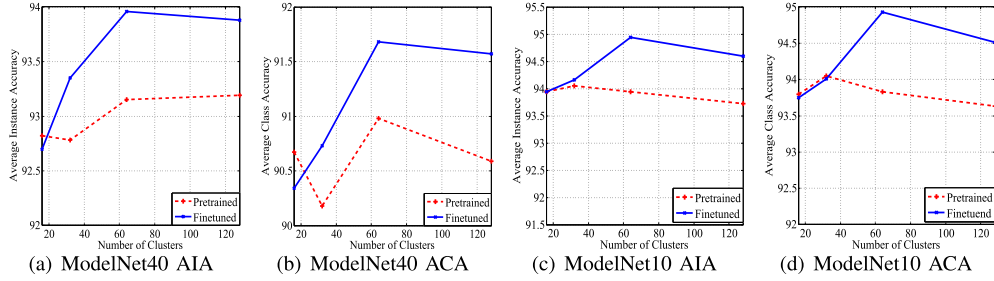 94
93.5
93
92.5
92
Average Instance Accuracy
20 40 60 80 100 120
Number of Clusters
Pretrained
Finetuned
(a) ModelNet40 AIA
92
91.5
91
90.5
90
Average Class Accuracy
20 40 60 80 100 120
Number of Clusters
Pretrained
Finetuned
(b) ModelNet40 ACA
95.5
95
94.5
94
93.5
93
92.5
92
91.5
Average Instance Accuracy
20 40 60 80 100 120
Number of Clusters
Pretrained
Finetuned
(c) ModelNet10 AIA
95
94.5
94
93.5
93
92.5
92
Average Class Accuracy
20 40 60 80 100 120
Number of Clusters
Pretrained
Finetuend
(d) ModelNet10 ACA